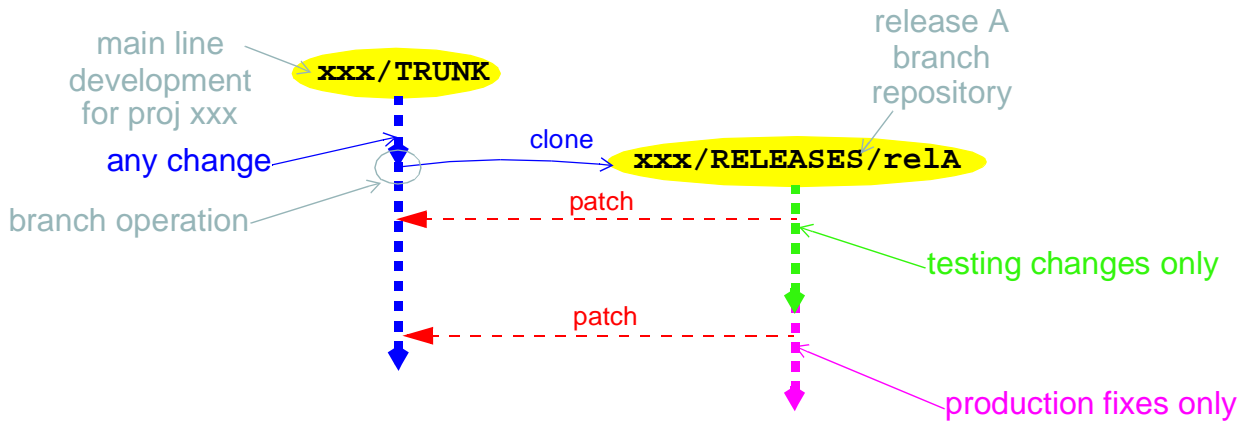 main line
development
for proj xxx
xxx/TRUNK
release A
branch
repository
any change
clone
xxx/RELEASES/relA
branch operation
patch
testing changes only
patch
production fixes only